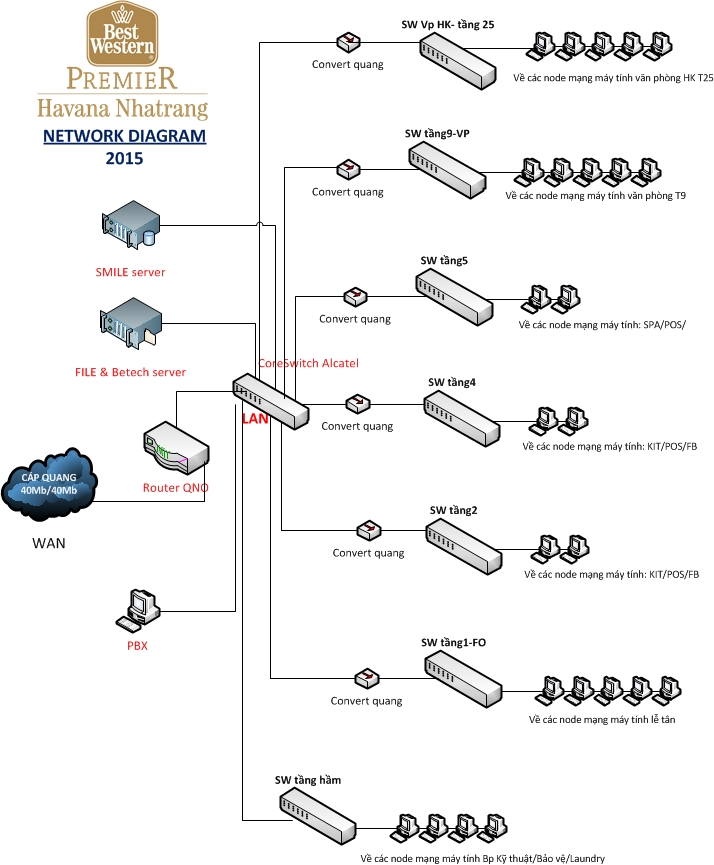 Best
Western
PREMIER
Havana Nhatrang
NETWORK DIAGRAM
2015
SW Vp HK- tầng 25
Convert quang
Về các node mạng máy tính văn phòng HK T25
SW tầng9-VP
Convert quang
Về các node mạng máy tính văn phòng T9
SMILE server
SW tầng5
Convert quang
Về các node mạng máy tính: SPA/POS/
FILE & Betech server
CoreSwitch Alcatel
LAN
SW tầng4
Convert quang
Về các node mạng máy tính: KIT/POS/FB
Router QNO
CÁP QUANG
40Mb/40Mb
WAN
SW tầng2
Convert quang
Về các node mạng máy tính: KIT/POS/FB
PBX
SW tầng1-FO
Convert quang
Về các node mạng máy tính lễ tân
SW tầng hầm
Về các node mạng máy tính Bp Kỹ thuật/Bảo vệ/Laundry